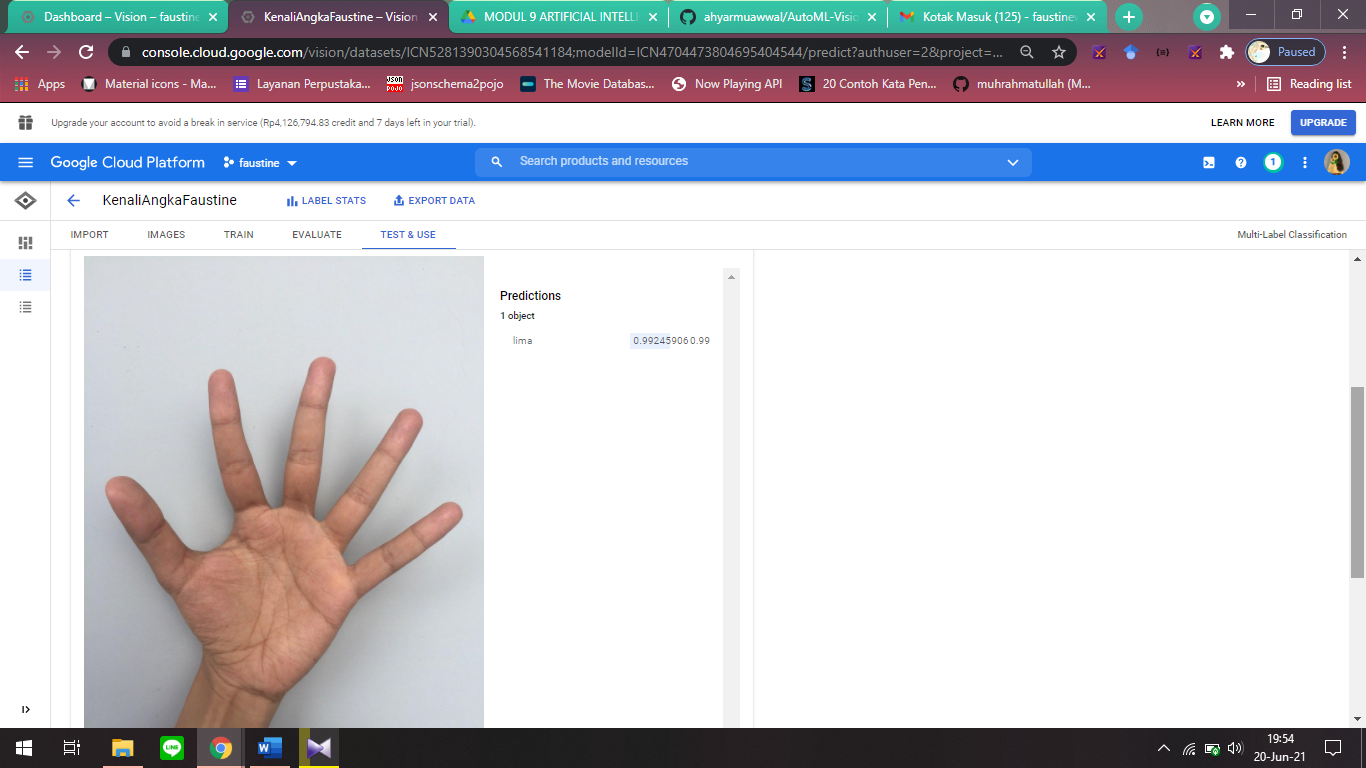 Dashboard – Vision – faustine
KenaliAngkaFaustine – Vision
MODUL 9 ARTIFICIAL INTELLI
ahyarmuawwal/AutoML-Visio
Kotak Masuk (125) - faustinev
console.cloud.google.com/vision/datasets/ICN5281390304568541184;modelId=ICN4704473804695404544/predict?authuser=2&project=...
Paused
Apps
Material icons - Ma...
Layanan Perpustaka...
JSON POJO
jsonschema2pojo
The Movie Databas...
Now Playing API
20 Contoh Kata Pen...
muhrahmatullah (M...
»
Reading list
Upgrade your account to avoid a break in service (Rp4,126,794.83 credit and 7 days left in your trial).
LEARN MORE
UPGRADE
Google Cloud Platform
faustine
Search products and resources
1
KenaliAngkaFaustine
LABEL STATS
EXPORT DATA
IMPORT
IMAGES
TRAIN
EVALUATE
TEST & USE
Multi-Label Classification
Predictions
1 object
lima
0.99245906 0.99
LINE
19:54
20-Jun-21